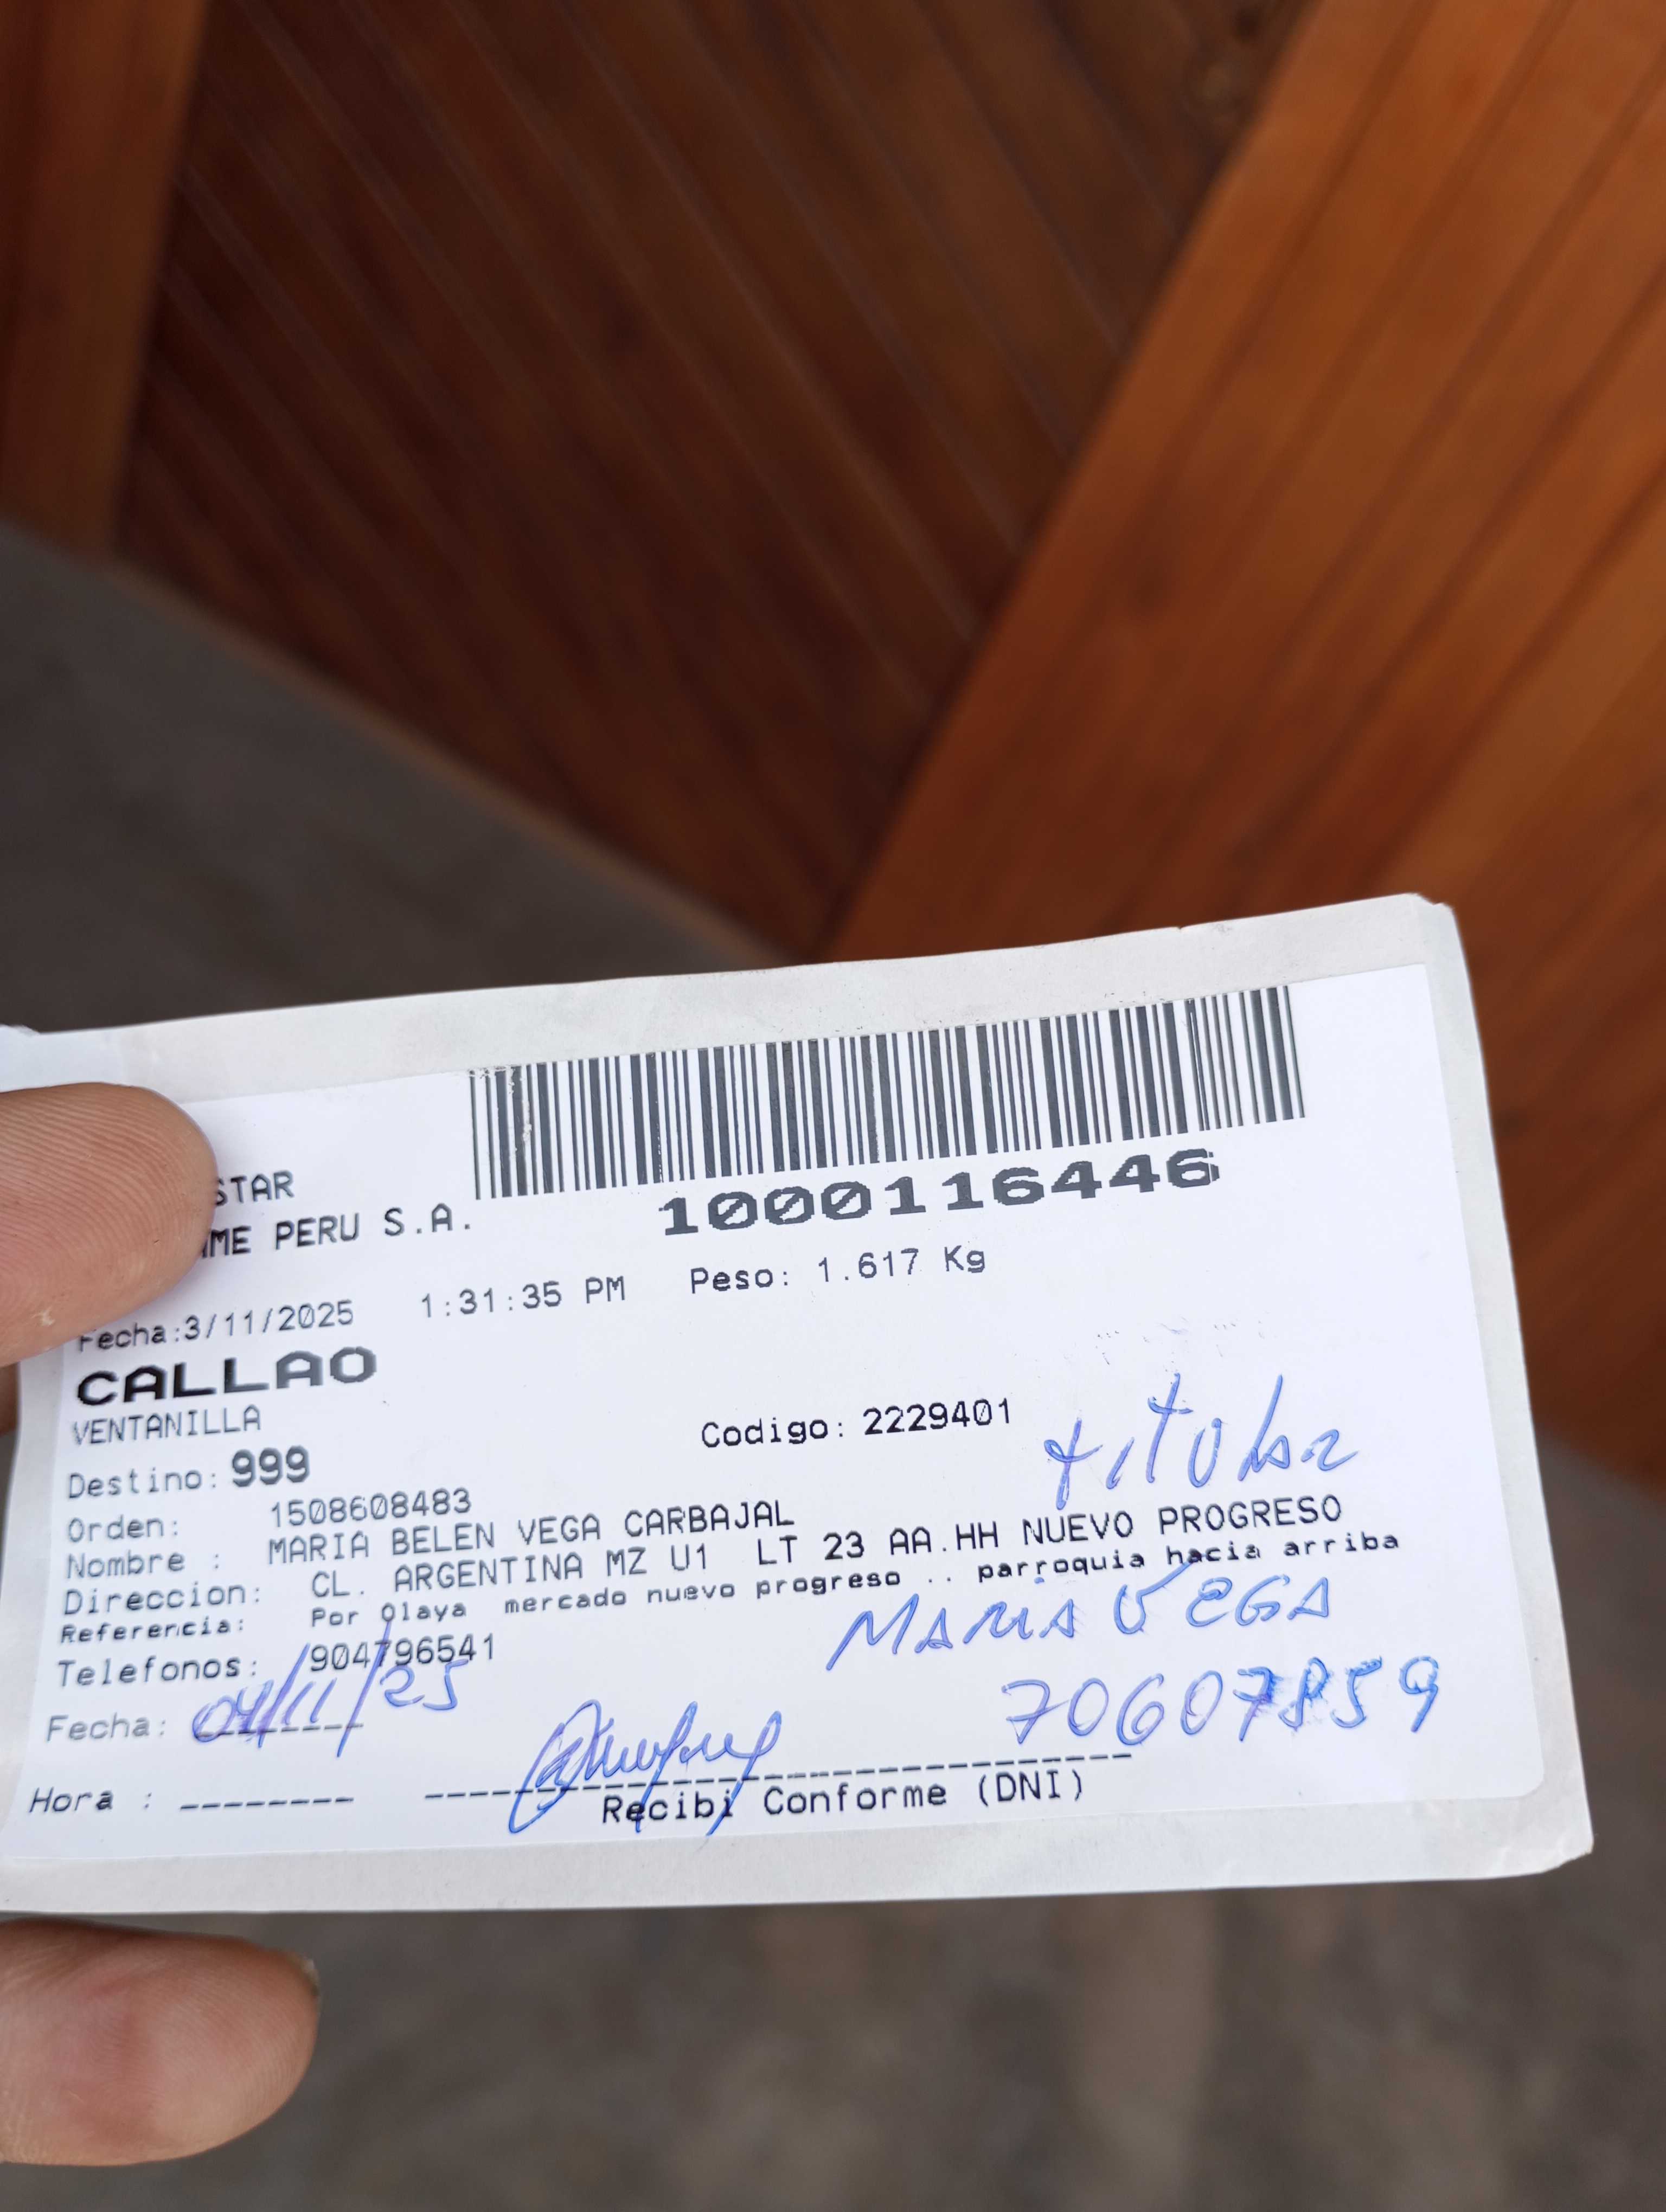 STAR
ME PERU S.A.
1000116446
Fecha:3/11/2025 1:31:35 PM Peso: 1.617 Kg
CALLAO
VENTANILLA
Codigo: 2229401
Destino: 999
titular
Orden: 1508608483
Nombre : MARIA BELEN VEGA CARBAJAL
Direccion: CL. ARGENTINA MZ U1 LT 23 AA.HH NUEVO PROGRESO
Referencia: Por Olaya mercado nuevo progreso .. parroquia hacia arriba
Telefonos: /904796541
MARIA VEGA
Fecha: 04/11/25
70607859
Hora : --------
Recibi Conforme (DNI)